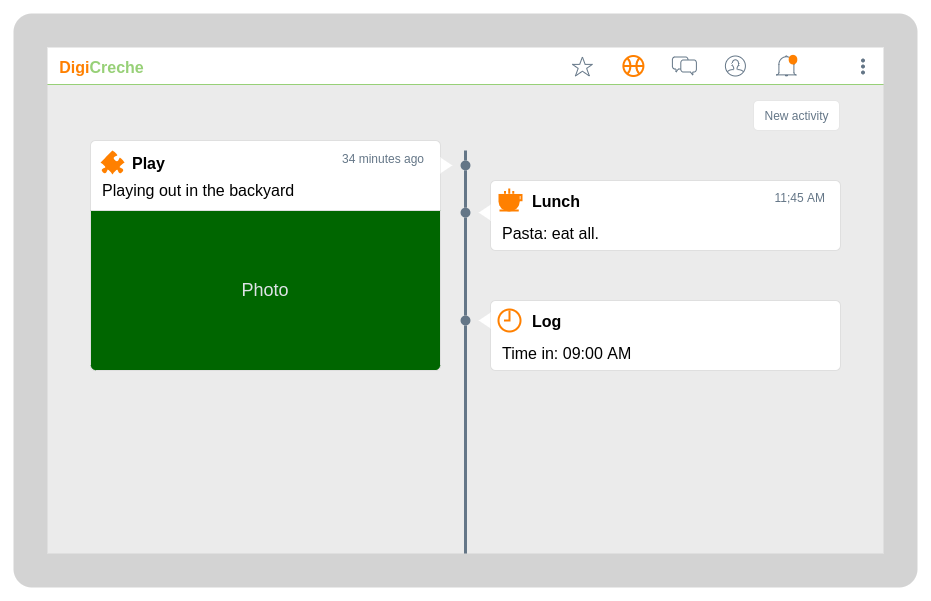 DigiCreche
New activity
Play
34 minutes ago
Playing out in the backyard
Photo
Lunch
11;45 AM
Pasta: eat all.
Log
Time in: 09:00 AM